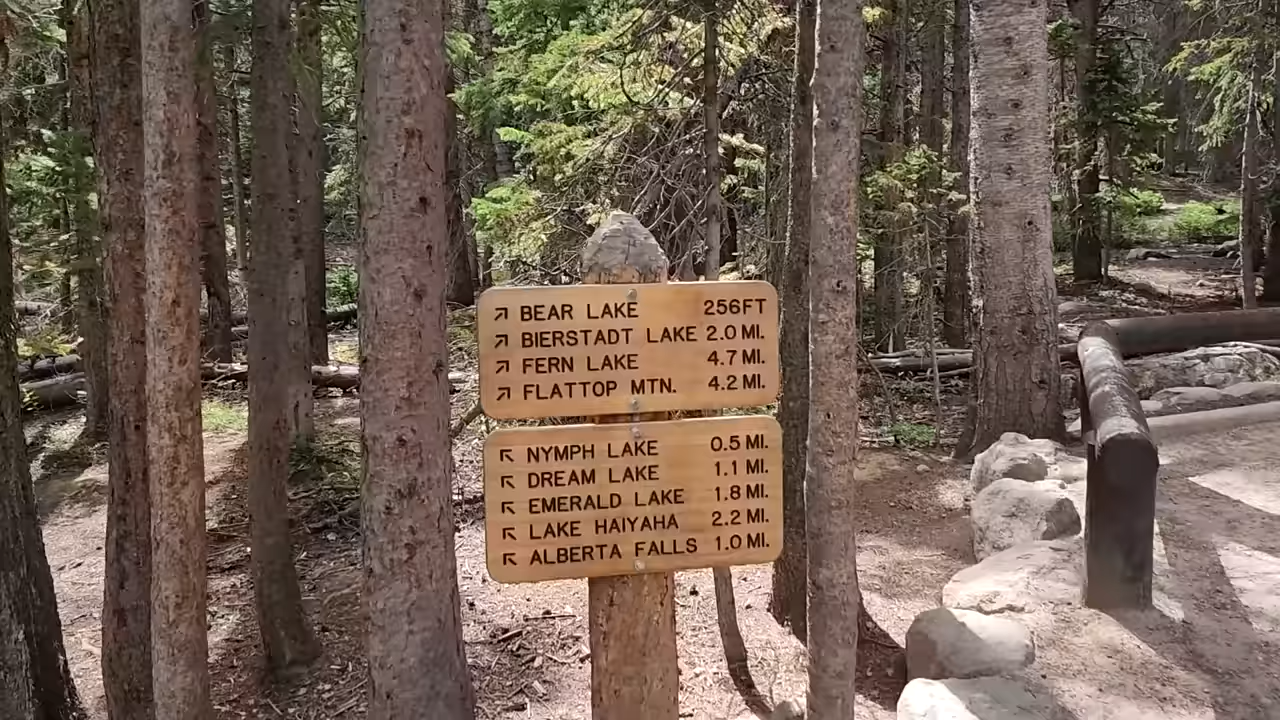 ↗ BEAR LAKE 256FT
↗ BIERSTADT LAKE 2.0 MI.
↗ FERN LAKE 4.7 MI.
↗ FLATTOP MTN. 4.2 MI.
↖ NYMPH LAKE 0.5 MI.
↖ DREAM LAKE 1.1 MI.
↖ EMERALD LAKE 1.8 MI.
↖ LAKE HAIYAHA 2.2 MI.
↖ ALBERTA FALLS 1.0 MI.